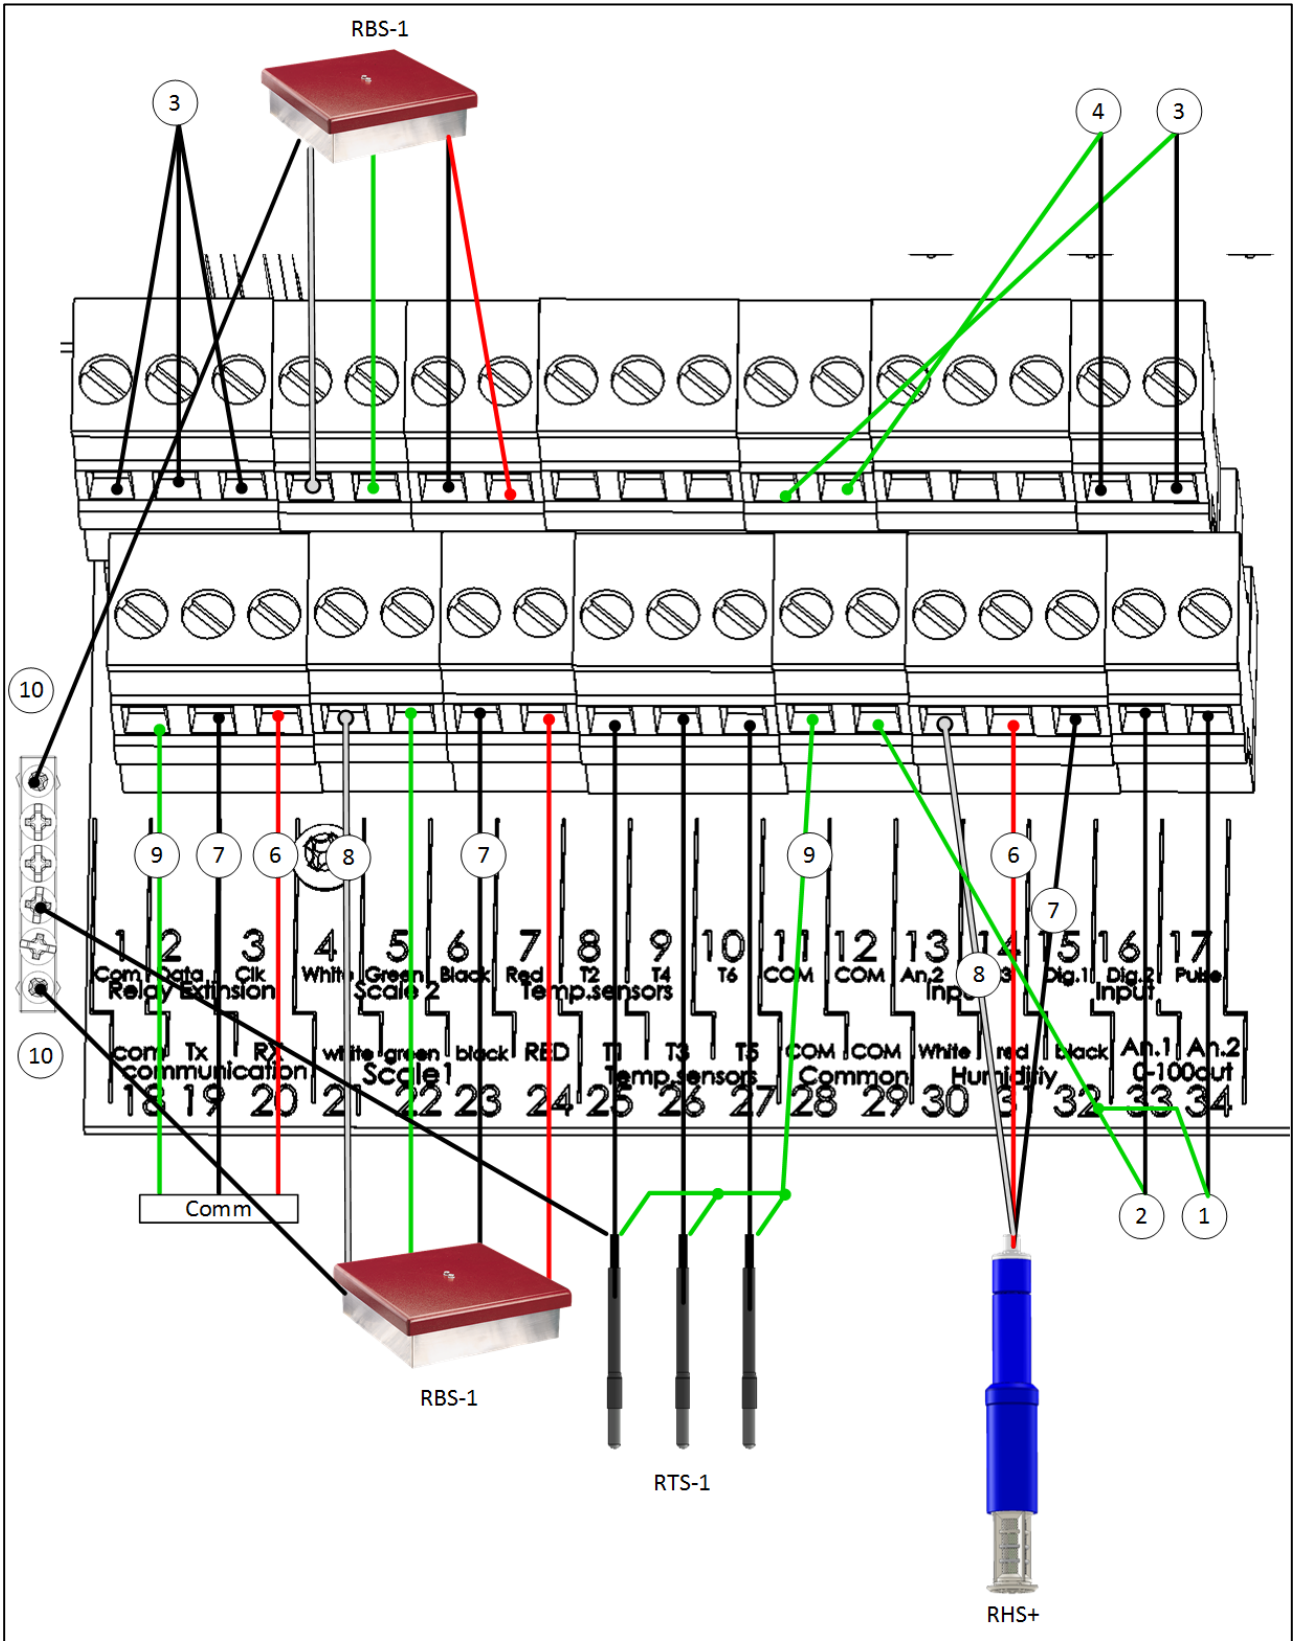 RBS-1
3
4
3
10
9
7
6
8
7
9
6
7
8
1 2 3 4 5 6 7 8 9 10 11 12 13 14 15 16 17
Com Data Clk White Green Black Red T2 T4 T6 COM COM An.2 Dig.1 Dig.2 Pulse
Relay Extinsion Scale 2 Temp.sensors Input
10
com Tx RX white green black RED T1 T3 T5 COM COM White red black An.1 An.2
communication Scale1 Temp.sensors Common Humiditiy 0-100out
18 19 20 21 22 23 24 25 26 27 28 29 30 32 33 34
Comm
2
1
RBS-1
RTS-1
RHS+